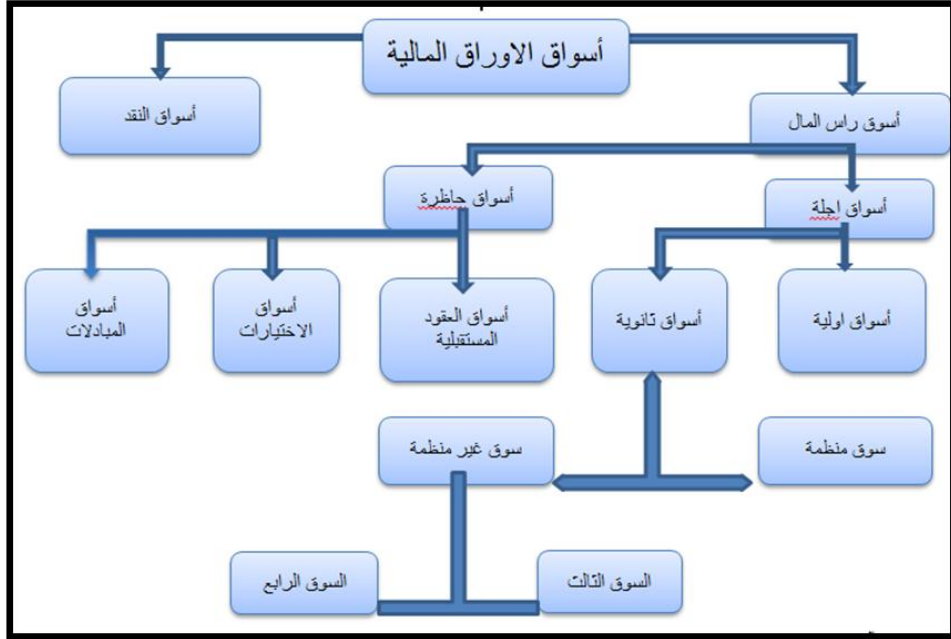 أسواق الاوراق المالية
أسواق النقد
أسوق راس المال
أسواق حاظرة
أسواق اجلة
أسواق
المبادلات
أسواق
الاختيارات
أسواق العقود
المستقبلية
أسواق ثانوية
أسواق اولية
سوق غير منظمة
سوق منظمة
السوق الرابع
السوق الثالث